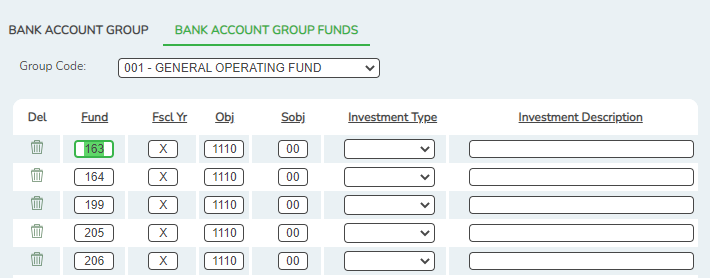 BANK ACCOUNT GROUP BANK ACCOUNT GROUP FUNDS
Group Code: 001 - GENERAL OPERATING FUND
Del Fund Fscl Yr Obj Sobj Investment Type Investment Description
163 X 1110 00
164 X 1110 00
199 X 1110 00
205 X 1110 00
206 X 1110 00